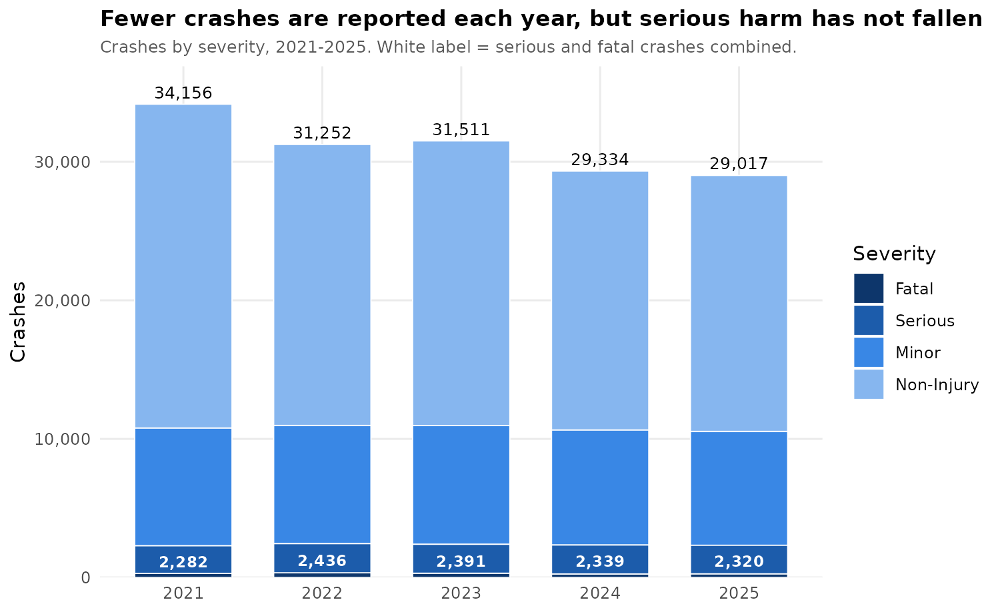 Fewer crashes are reported each year, but serious harm has not fallen
Crashes by severity, 2021-2025. White label = serious and fatal crashes combined.
34,156
31,252
31,511
29,334
29,017
30,000
20,000
10,000
0
Crashes
2,282
2,436
2,391
2,339
2,320
2021
2022
2023
2024
2025
Severity
Fatal
Serious
Minor
Non-Injury